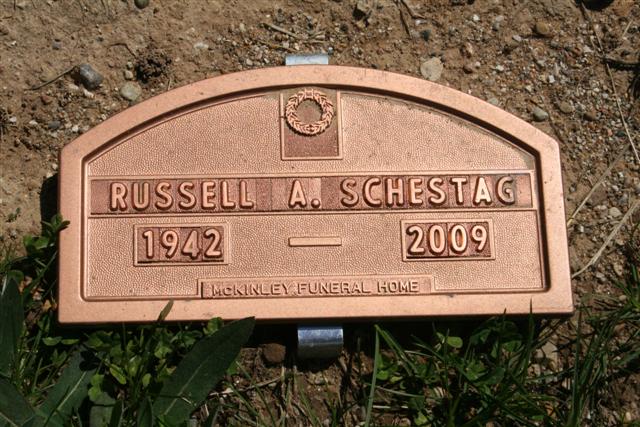 RUSSELL A. SCHESTAG
1942 — 2009
MCKINLEY FUNERAL HOME